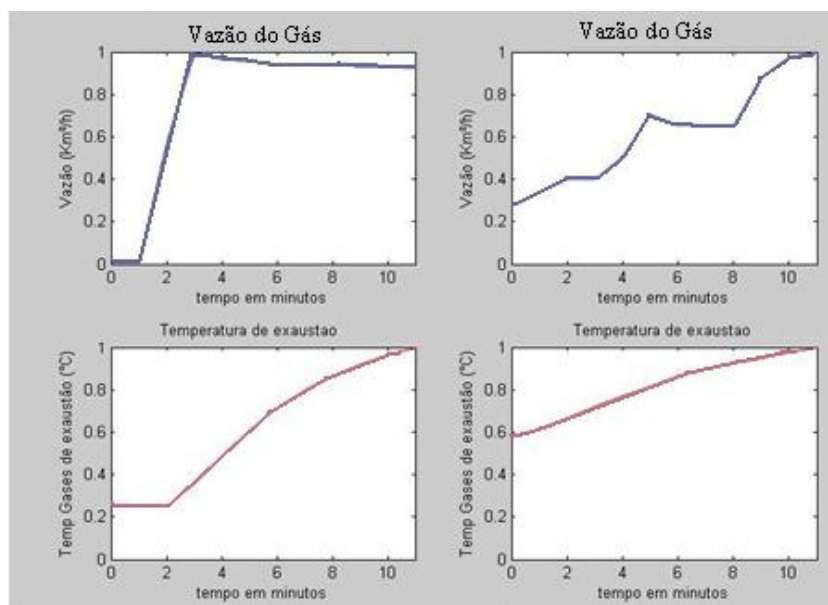 Vazão do Gás
Vazão (Km³/h)
1
0.8
0.6
0.4
0.2
0
0 2 4 6 8 10
tempo em minutos
Vazão do Gás
Vazão (Km³/h)
1
0.8
0.6
0.4
0.2
0
0 2 4 6 8 10
tempo em minutos
Temperatura de exaustao
Temp Gases de exaustão (ºC)
1
0.8
0.6
0.4
0.2
0
0 2 4 6 8 10
tempo em minutos
Temperatura de exaustao
Temp Gases de exaustão (ºC)
1
0.8
0.6
0.4
0.2
0
0 2 4 6 8 10
tempo em minutos